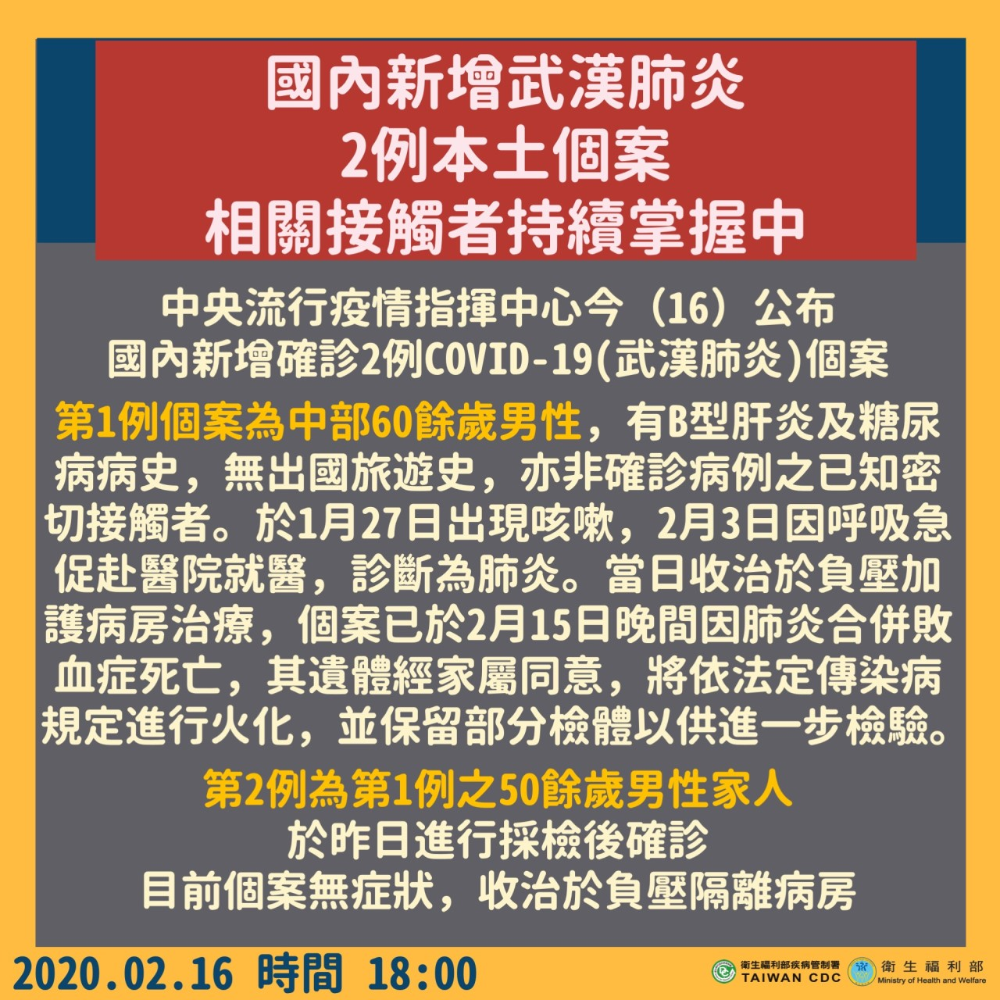 國內新增武漢肺炎
2例本土個案
相關接觸者持續掌握中
中央流行疫情指揮中心今（16）公布
國內新增確診2例COVID-19(武漢肺炎)個案
第1例個案為中部60餘歲男性，有B型肝炎及糖尿
病病史，無出國旅遊史，亦非確診病例之已知密
切接觸者。於1月27日出現咳嗽，2月3日因呼吸急
促赴醫院就醫，診斷為肺炎。當日收治於負壓加
護病房治療，個案已於2月15日晚間因肺炎合併敗
血症死亡，其遺體經家屬同意，將依法定傳染病
規定進行火化，並保留部分檢體以供進一步檢驗。
第2例為第1例之50餘歲男性家人
於昨日進行採檢後確診
目前個案無症狀，收治於負壓隔離病房
2020.02.16 時間 18:00
衛生福利部疾病管制署
TAIWAN CDC
衛生福利部
Ministry of Health and Welfare